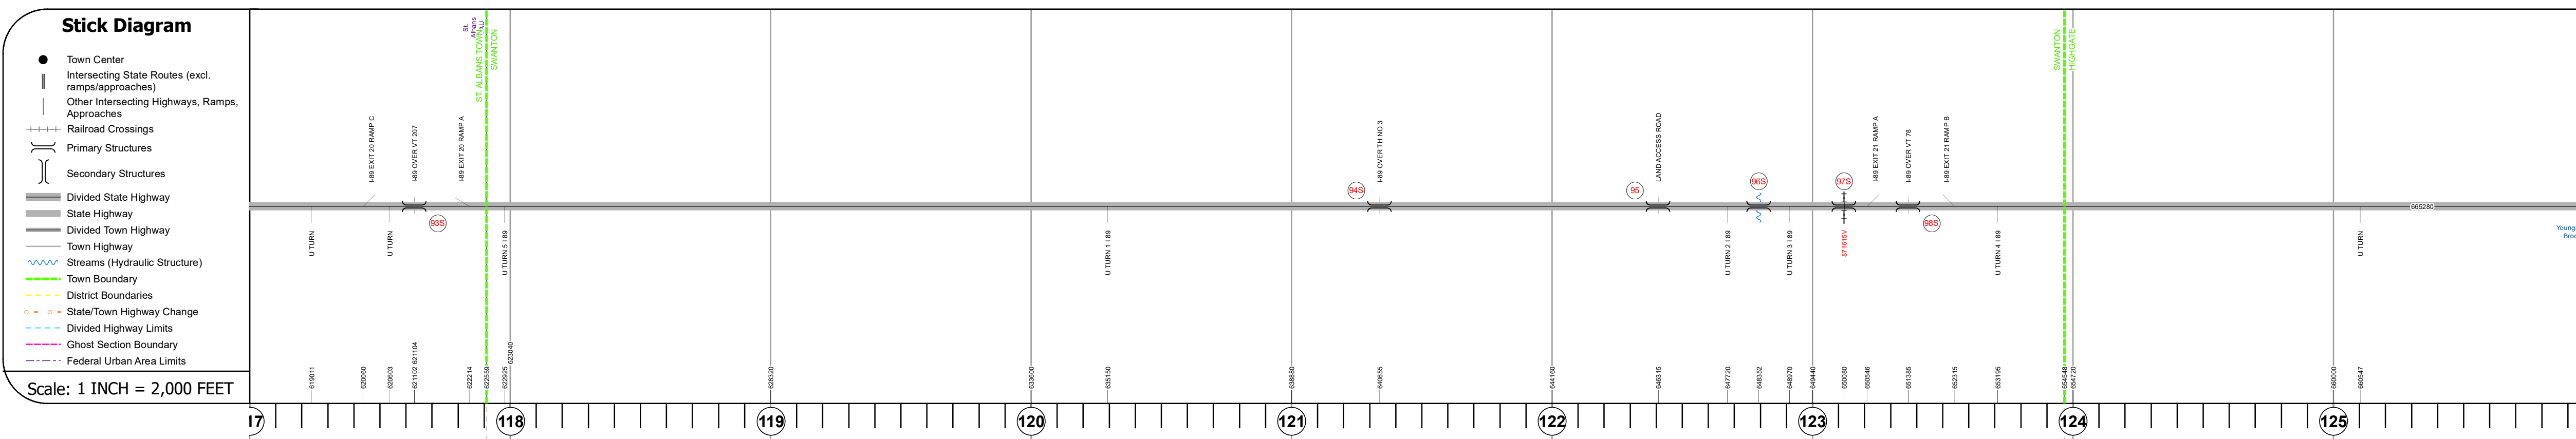 Stick Diagram
Town Center
Intersecting State Routes (excl.
ramps/approaches)
Other Intersecting Highways, Ramps,
Approaches
Railroad Crossings
Primary Structures
Secondary Structures
Divided State Highway
State Highway
Divided Town Highway
Town Highway
Streams (Hydraulic Structure)
Town Boundary
District Boundaries
State/Town Highway Change
Divided Highway Limits
Ghost Section Boundary
Federal Urban Area Limits
Scale: 1 INCH = 2,000 FEET
St.
Albans
ST. ALBANS TOWN
SWANTON
SWANTON
HIGHGATE
I-89 EXIT 20 RAMP C
I-89 OVER VT 207
I-89 EXIT 20 RAMP A
I-89 OVER TH NO 3
LAND ACCESS ROAD
I-89 EXIT 21 RAMP A
I-89 OVER VT 78
I-89 EXIT 21 RAMP B
93S
94S
95
96S
97S
98S
665280
U TURN
U TURN
U TURN 5 I 89
U TURN 1 I 89
U TURN 2 I 89
U TURN 3 I 89
871615V
U TURN 4 I 89
U TURN
Young
Broo
619011
620060
620603
621102 621104
622214
622559
622925
623040
628320
633600
635150
638880
640655
644160
646315
647720
648352
648970
649440
650080
650546
651385
652315
653195
654548
654720
660000
660547
17
118
119
120
121
122
123
124
125